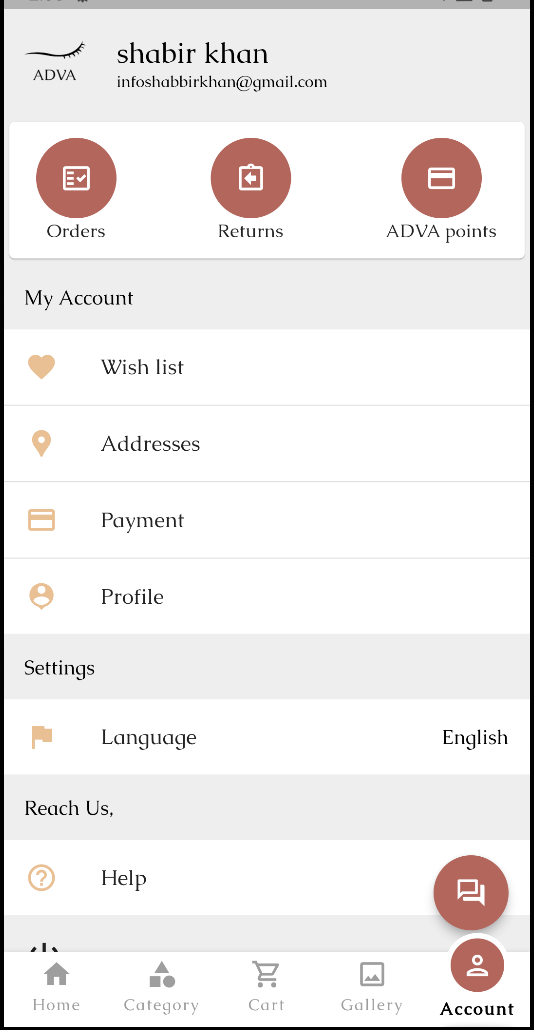 shabir khan
ADVA
infoshabbirkhan@gmail.com
Orders
Returns
ADVA points
My Account
Wish list
Addresses
Payment
Profile
Settings
Language
English
Reach Us,
Help
Home
Category
Cart
Gallery
Account